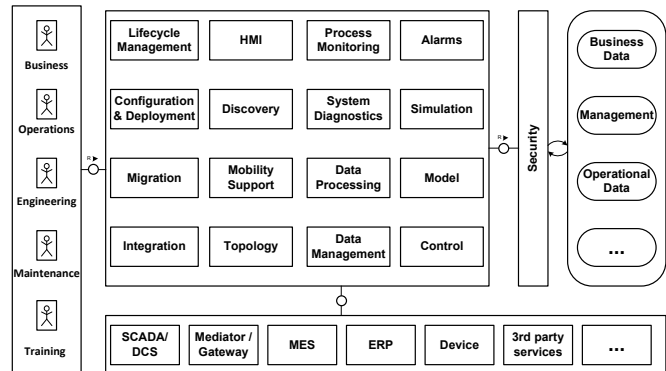 Business
Operations
Engineering
Maintenance
Training
R
Lifecycle
Management
HMI
Process
Monitoring
Alarms
Configuration
& Deployment
Discovery
System
Diagnostics
Simulation
Migration
Mobility
Support
Data
Processing
Model
Integration
Topology
Data
Management
Control
R
Security
Business
Data
Management
Operational
Data
...
SCADA/
DCS
Mediator /
Gateway
MES
ERP
Device
3rd party
services
...